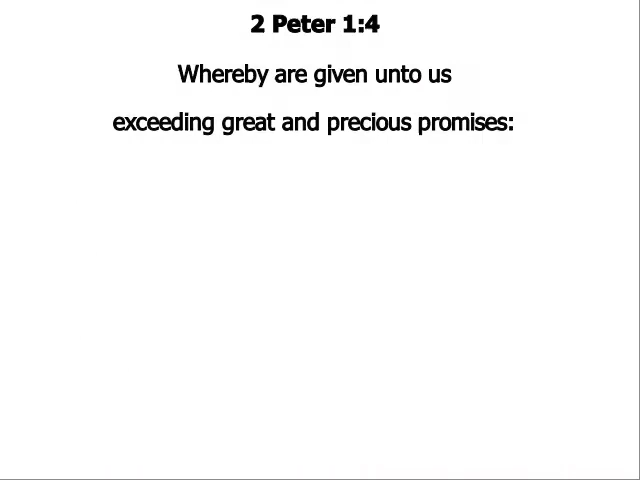 2 Peter 1:4
Whereby are given unto us
exceeding great and precious promises: